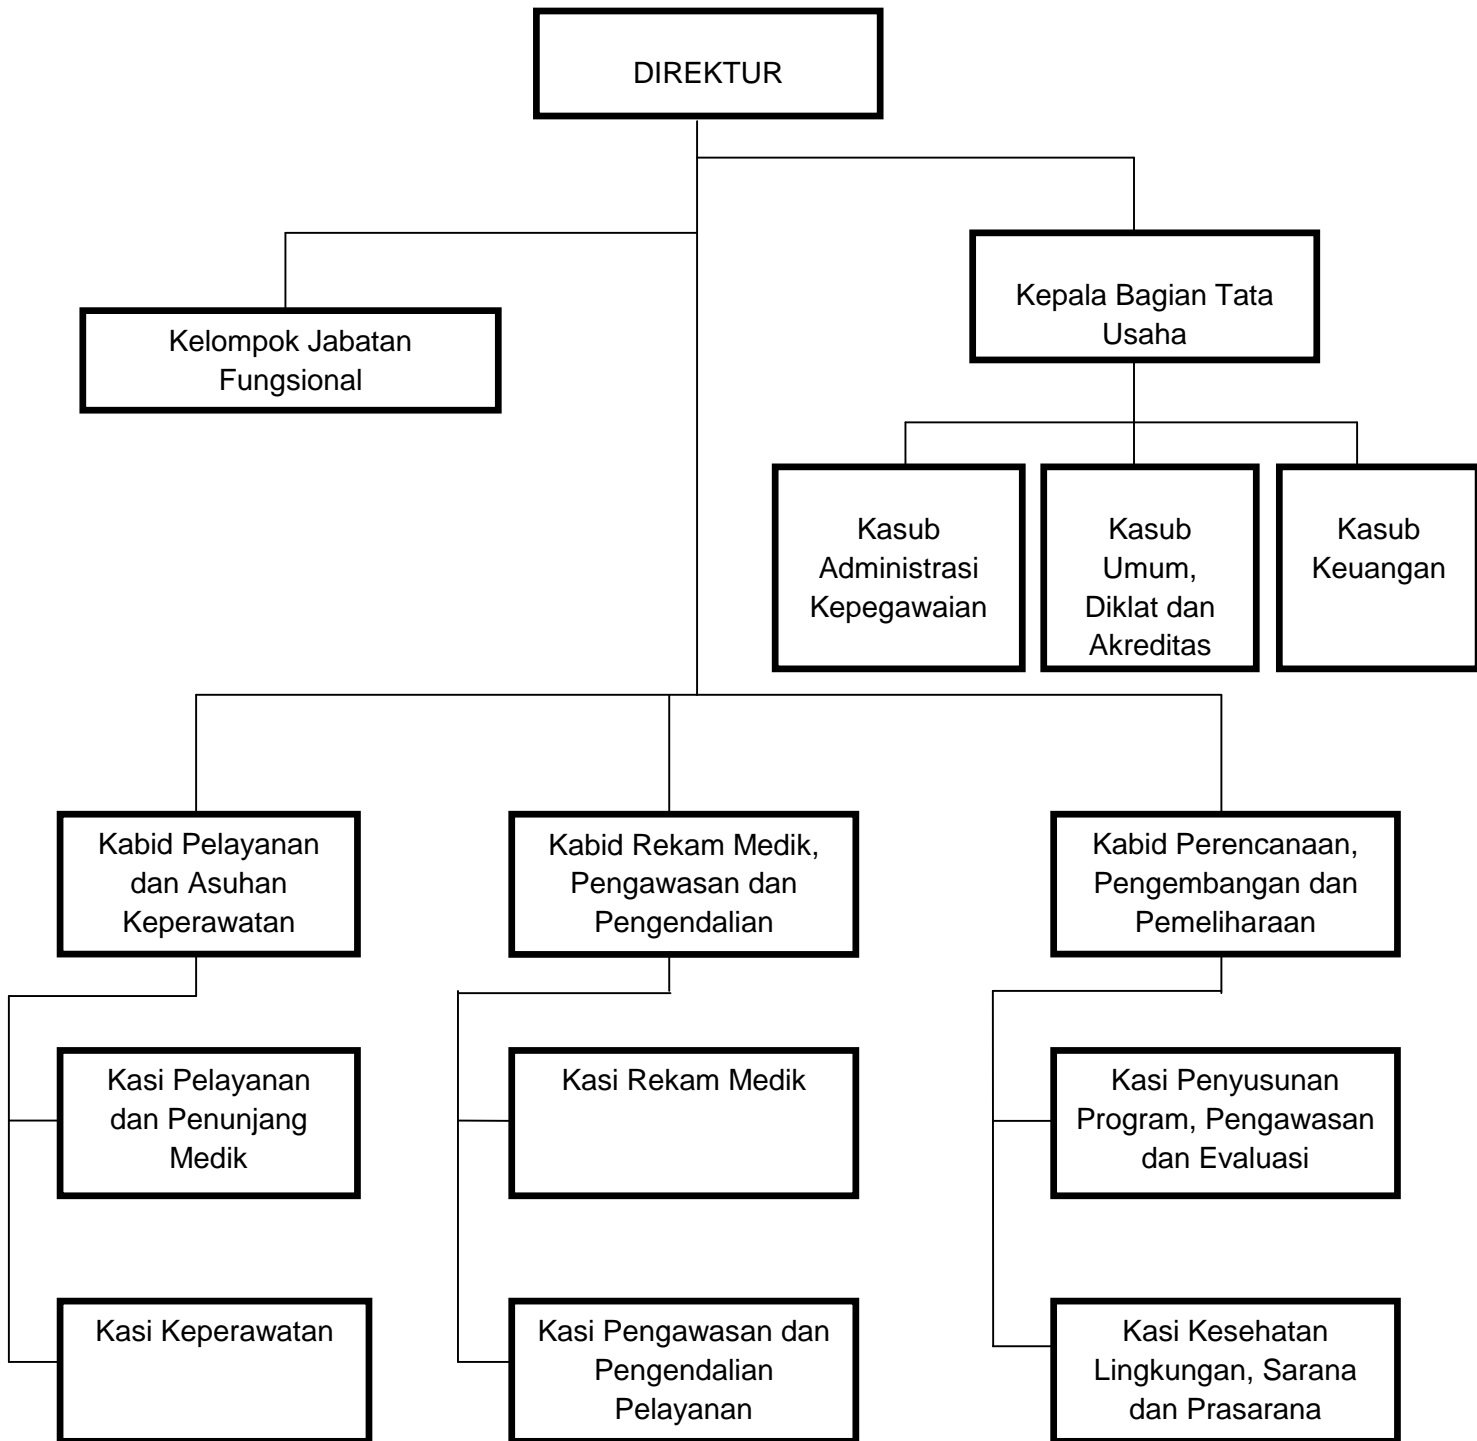 DIREKTUR
Kepala Bagian Tata
Usaha
Kelompok Jabatan
Fungsional
Kasub
Administrasi
Kepegawaian
Kasub
Umum,
Diklat dan
Akreditas
Kasub
Keuangan
Kabid Pelayanan
dan Asuhan
Keperawatan
Kabid Rekam Medik,
Pengawasan dan
Pengendalian
Kabid Perencanaan,
Pengembangan dan
Pemeliharaan
Kasi Pelayanan
dan Penunjang
Medik
Kasi Rekam Medik
Kasi Penyusunan
Program, Pengawasan
dan Evaluasi
Kasi Keperawatan
Kasi Pengawasan dan
Pengendalian
Pelayanan
Kasi Kesehatan
Lingkungan, Sarana
dan Prasarana